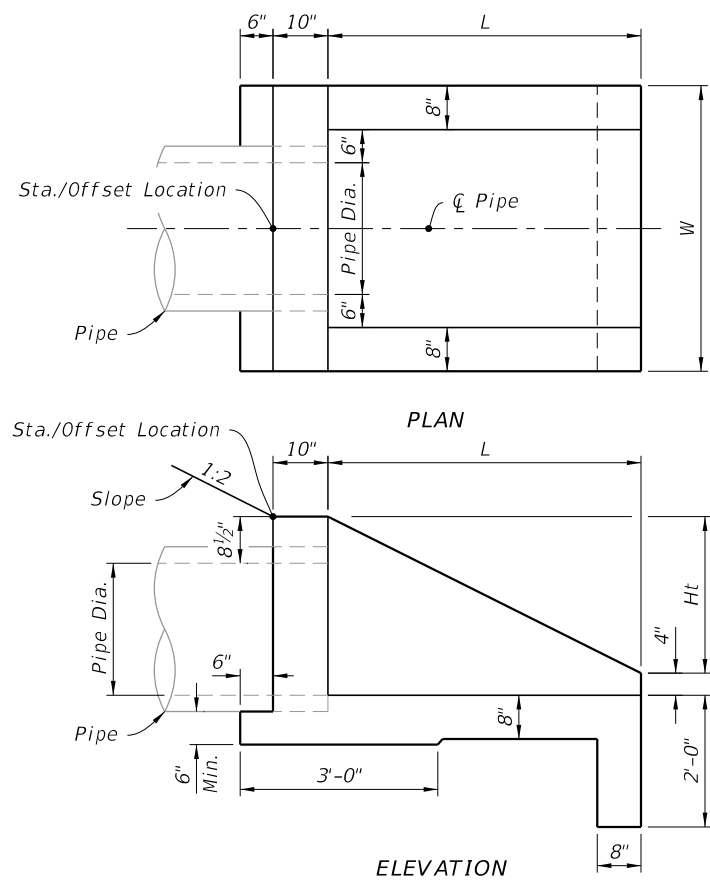 6" 10" L
8"
6"
Sta./Offset Location
Pipe Dia.
℄ Pipe
W
6"
Pipe
8"
PLAN
Sta./Offset Location
10" L
1:2
Slope
8½"
Ht
Pipe Dia.
4"
6"
8"
Pipe
6" Min.
3'-0"
2'-0"
8"
ELEVATION